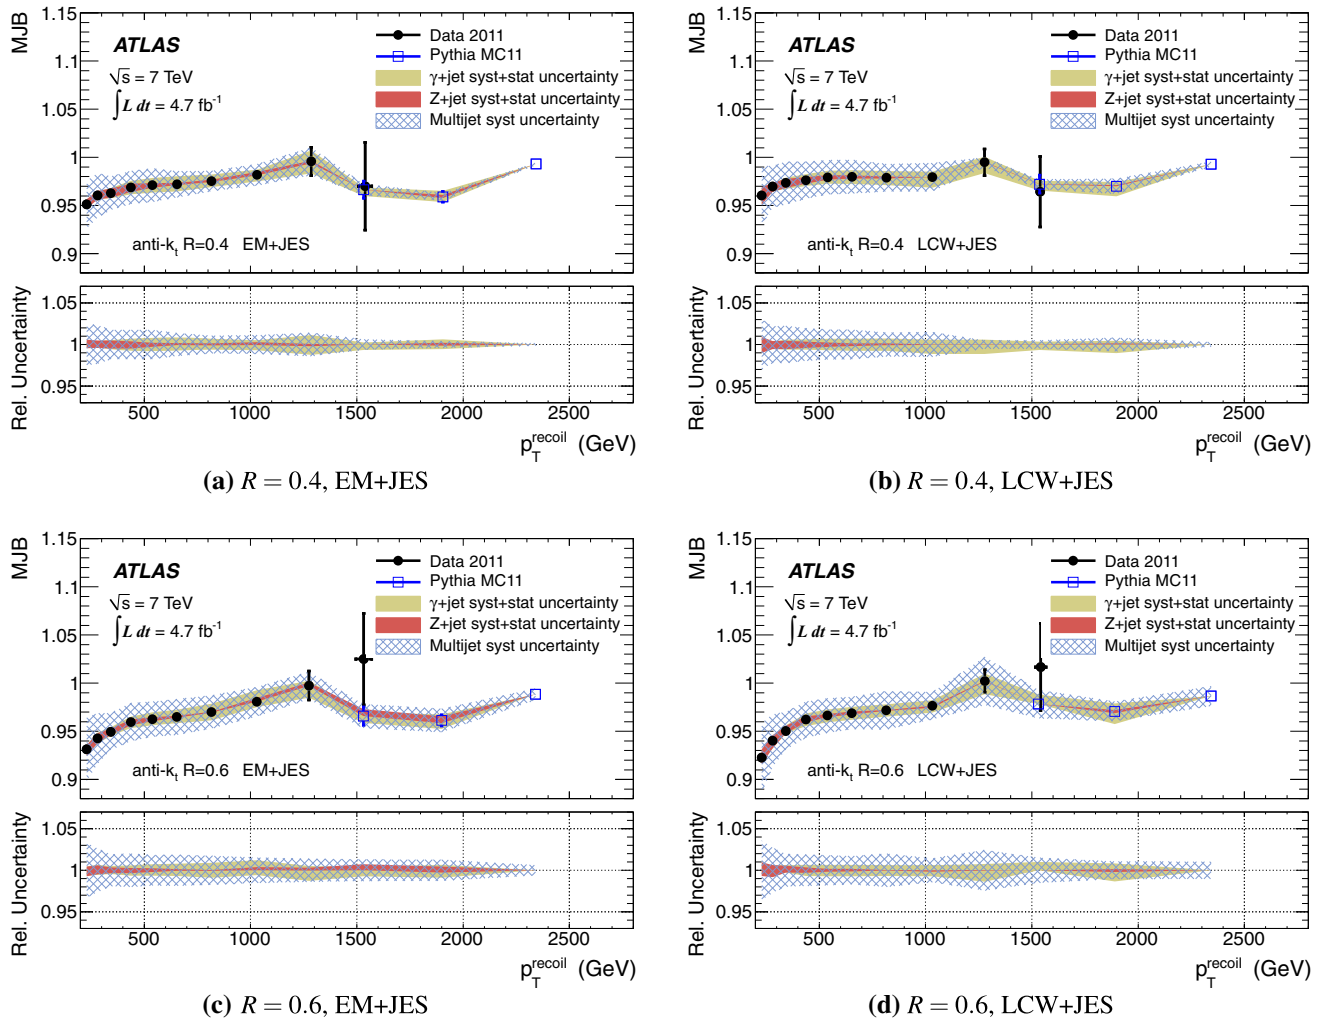 MJB
1.15
1.1
1.05
1
0.95
0.9
ATLAS
√s = 7 TeV
∫L dt = 4.7 fb⁻¹
Data 2011
Pythia MC11
γ+jet syst+stat uncertainty
Z+jet syst+stat uncertainty
Multijet syst uncertainty
anti-kₜ R=0.4 EM+JES
Rel. Uncertainty
1.05
1
0.95
500 1000 1500 2000 2500
p_T^recoil (GeV)
(a) R = 0.4, EM+JES
MJB
1.15
1.1
1.05
1
0.95
0.9
ATLAS
√s = 7 TeV
∫L dt = 4.7 fb⁻¹
Data 2011
Pythia MC11
γ+jet syst+stat uncertainty
Z+jet syst+stat uncertainty
Multijet syst uncertainty
anti-kₜ R=0.4 LCW+JES
Rel. Uncertainty
1.05
1
0.95
500 1000 1500 2000 2500
p_T^recoil (GeV)
(b) R = 0.4, LCW+JES
MJB
1.15
1.1
1.05
1
0.95
0.9
ATLAS
√s = 7 TeV
∫L dt = 4.7 fb⁻¹
Data 2011
Pythia MC11
γ+jet syst+stat uncertainty
Z+jet syst+stat uncertainty
Multijet syst uncertainty
anti-kₜ R=0.6 EM+JES
Rel. Uncertainty
1.05
1
0.95
500 1000 1500 2000 2500
p_T^recoil (GeV)
(c) R = 0.6, EM+JES
MJB
1.15
1.1
1.05
1
0.95
0.9
ATLAS
√s = 7 TeV
∫L dt = 4.7 fb⁻¹
Data 2011
Pythia MC11
γ+jet syst+stat uncertainty
Z+jet syst+stat uncertainty
Multijet syst uncertainty
anti-kₜ R=0.6 LCW+JES
Rel. Uncertainty
1.05
1
0.95
500 1000 1500 2000 2500
p_T^recoil (GeV)
(d) R = 0.6, LCW+JES